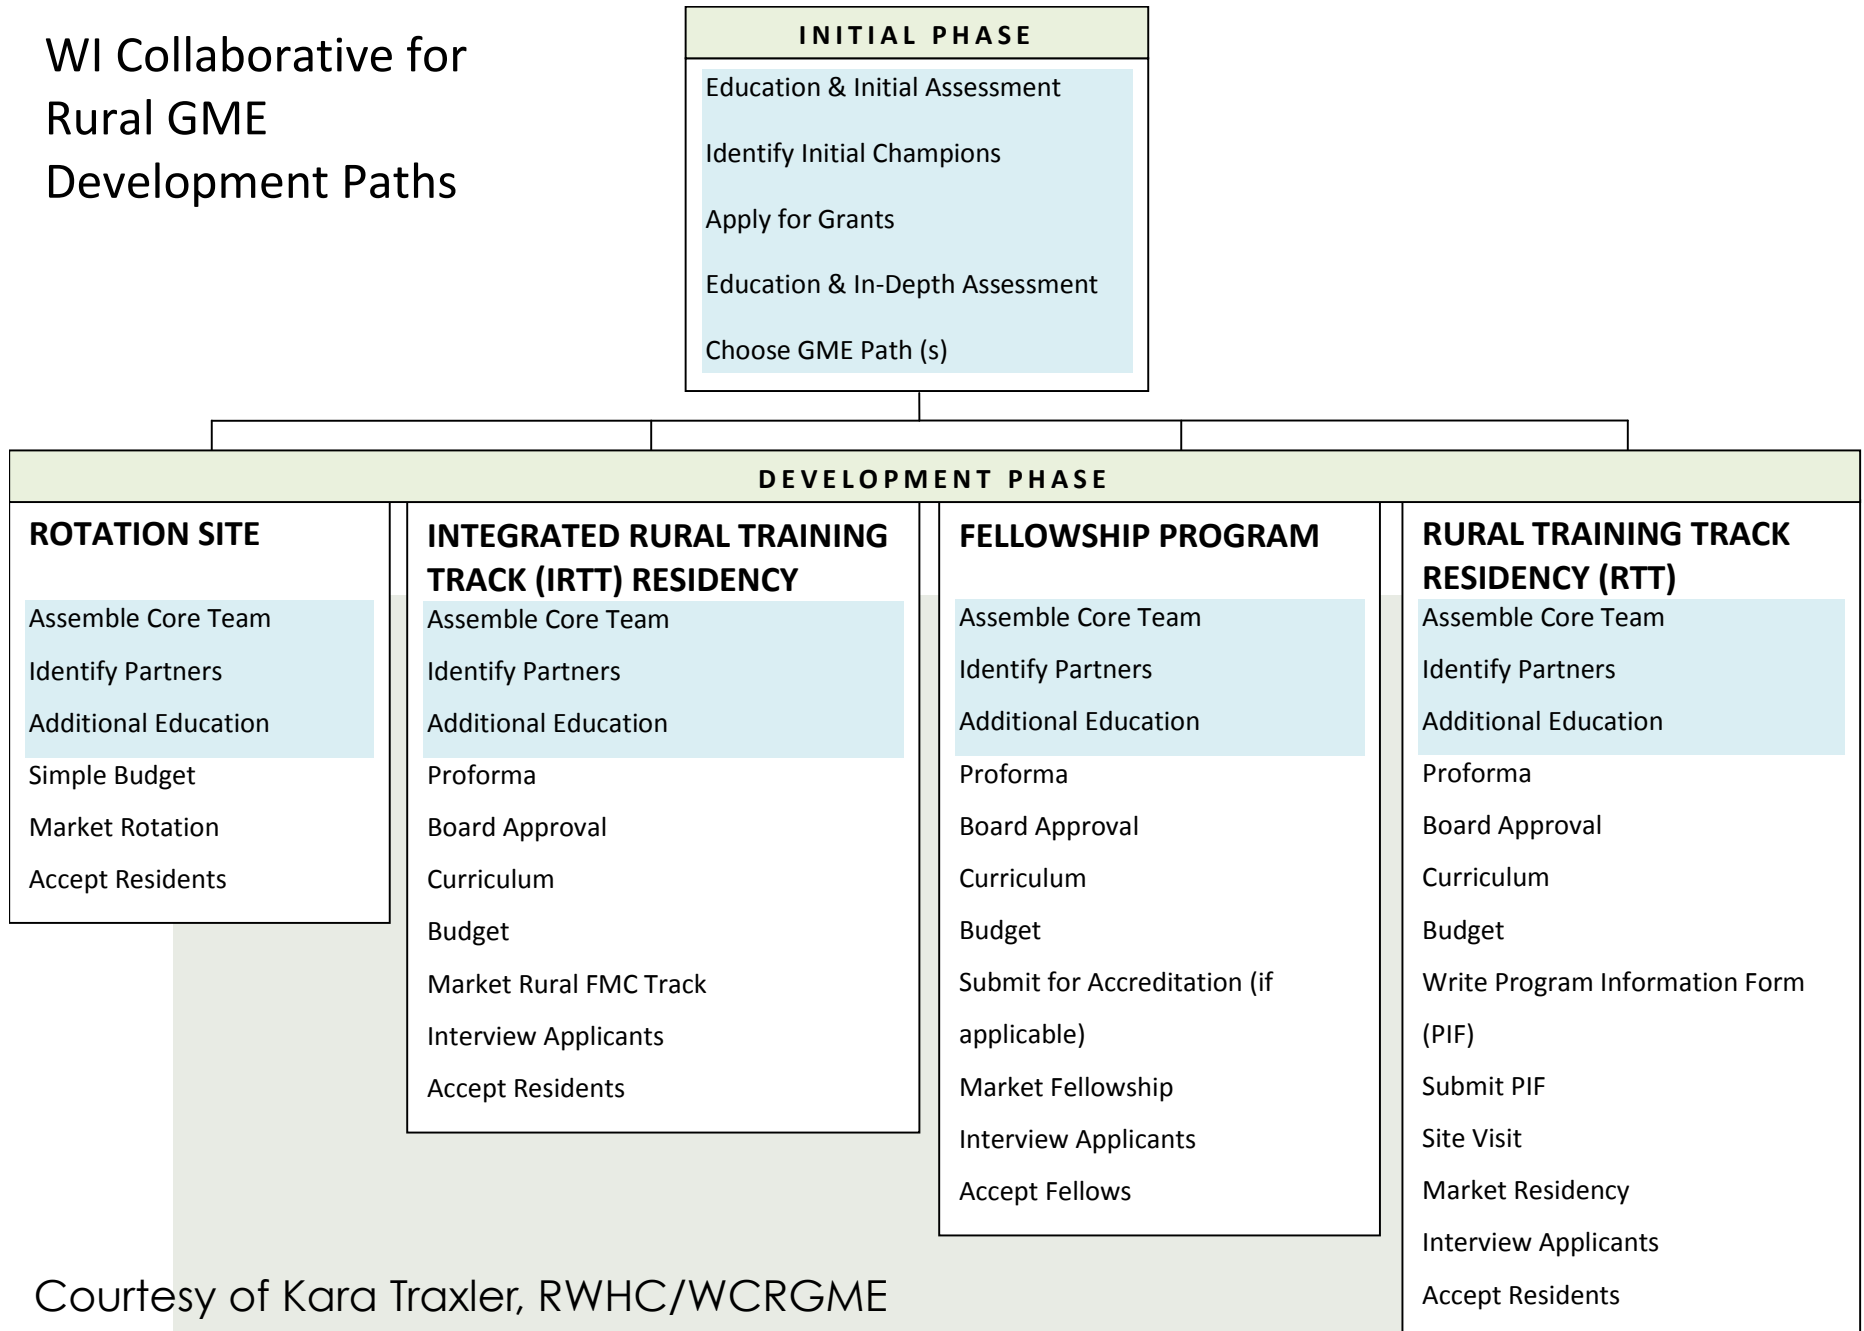 WI Collaborative for
Rural GME
Development Paths
INITIAL PHASE
Education & Initial Assessment
Identify Initial Champions
Apply for Grants
Education & In-Depth Assessment
Choose GME Path (s)
DEVELOPMENT PHASE
ROTATION SITE
Assemble Core Team
Identify Partners
Additional Education
Simple Budget
Market Rotation
Accept Residents
INTEGRATED RURAL TRAINING
TRACK (IRTT) RESIDENCY
Assemble Core Team
Identify Partners
Additional Education
Proforma
Board Approval
Curriculum
Budget
Market Rural FMC Track
Interview Applicants
Accept Residents
FELLOWSHIP PROGRAM
Assemble Core Team
Identify Partners
Additional Education
Proforma
Board Approval
Curriculum
Budget
Submit for Accreditation (if
applicable)
Market Fellowship
Interview Applicants
Accept Fellows
RURAL TRAINING TRACK
RESIDENCY (RTT)
Assemble Core Team
Identify Partners
Additional Education
Proforma
Board Approval
Curriculum
Budget
Write Program Information Form
(PIF)
Submit PIF
Site Visit
Market Residency
Interview Applicants
Accept Residents
Courtesy of Kara Traxler, RWHC/WCRGME